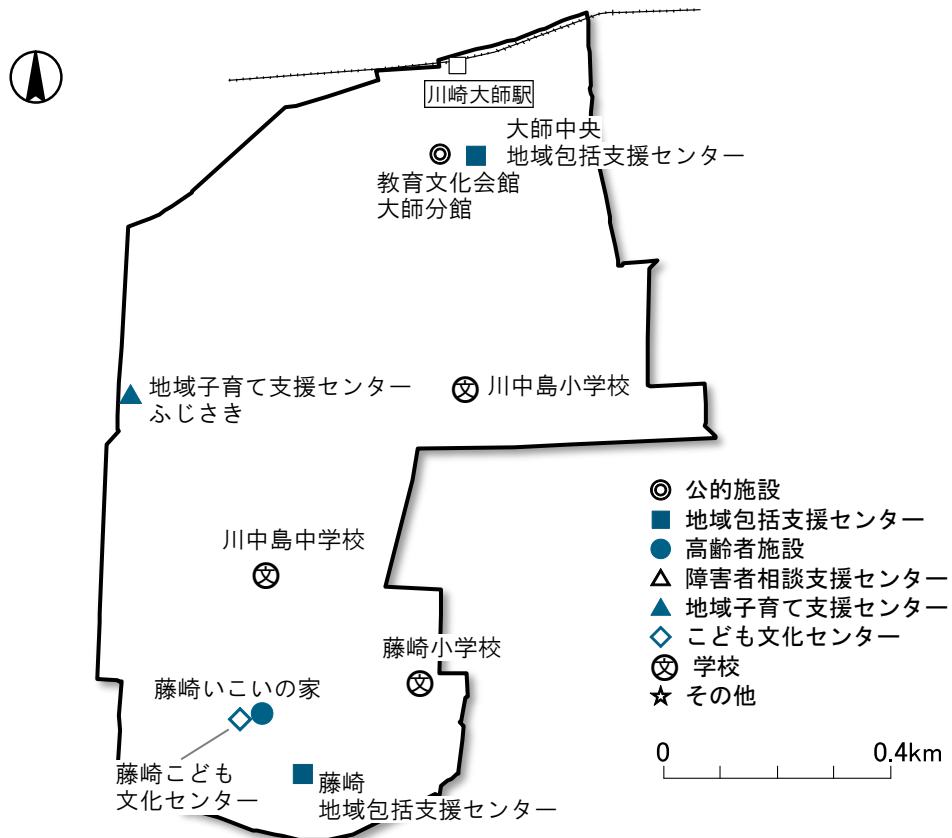 川崎大師駅
大師中央
地域包括支援センター
教育文化会館
大師分館
地域子育て支援センター
ふじさき
文 川中島小学校
川中島中学校
文
藤崎小学校
文
藤崎いこいの家
藤崎こども
文化センター
藤崎
地域包括支援センター
公的施設
地域包括支援センター
高齢者施設
障害者相談支援センター
地域子育て支援センター
こども文化センター
文 学校
その他
0 0.4km